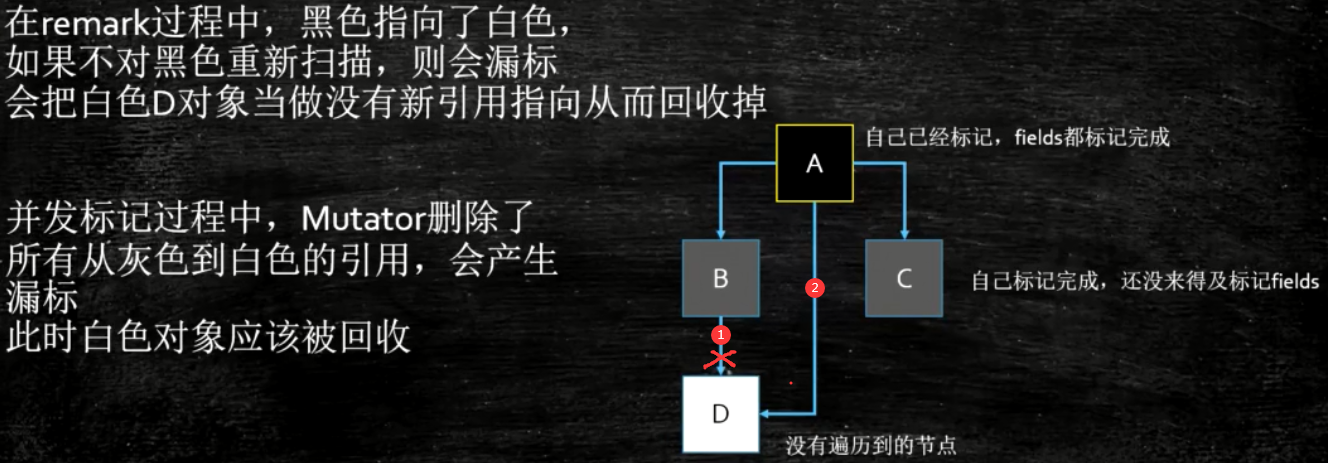 在remark过程中，黑色指向了白色，
如果不对黑色重新扫描，则会漏标
会把白色D对象当做没有新引用指向从而回收掉
A
自己已经标记，fields都标记完成
并发标记过程中，Mutator删除了
所有从灰色到白色的引用，会产生
漏标
此时白色对象应该被回收
B
C
自己标记完成，还没来得及标记fields
2
1
D
没有遍历到的节点